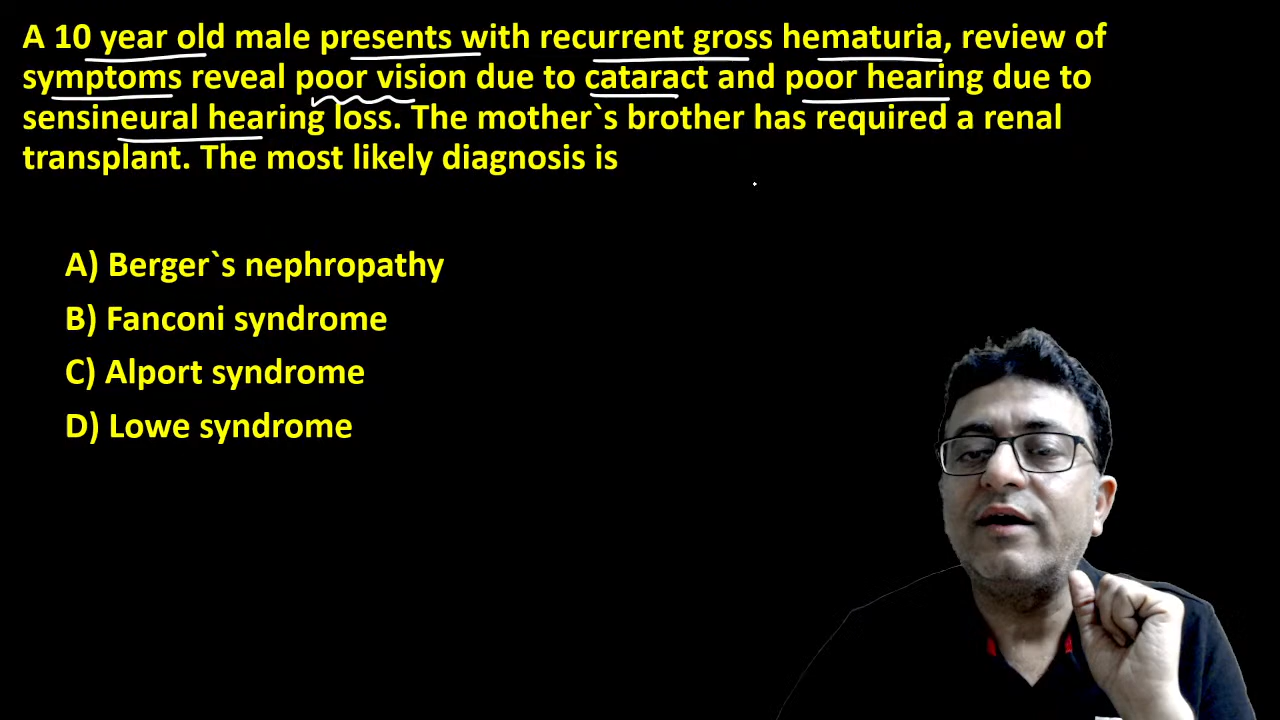 A 10 year old male presents with recurrent gross hematuria, review of
symptoms reveal poor vision due to cataract and poor hearing due to
sensineural hearing loss. The mother`s brother has required a renal
transplant. The most likely diagnosis is
A) Berger`s nephropathy
B) Fanconi syndrome
C) Alport syndrome
D) Lowe syndrome